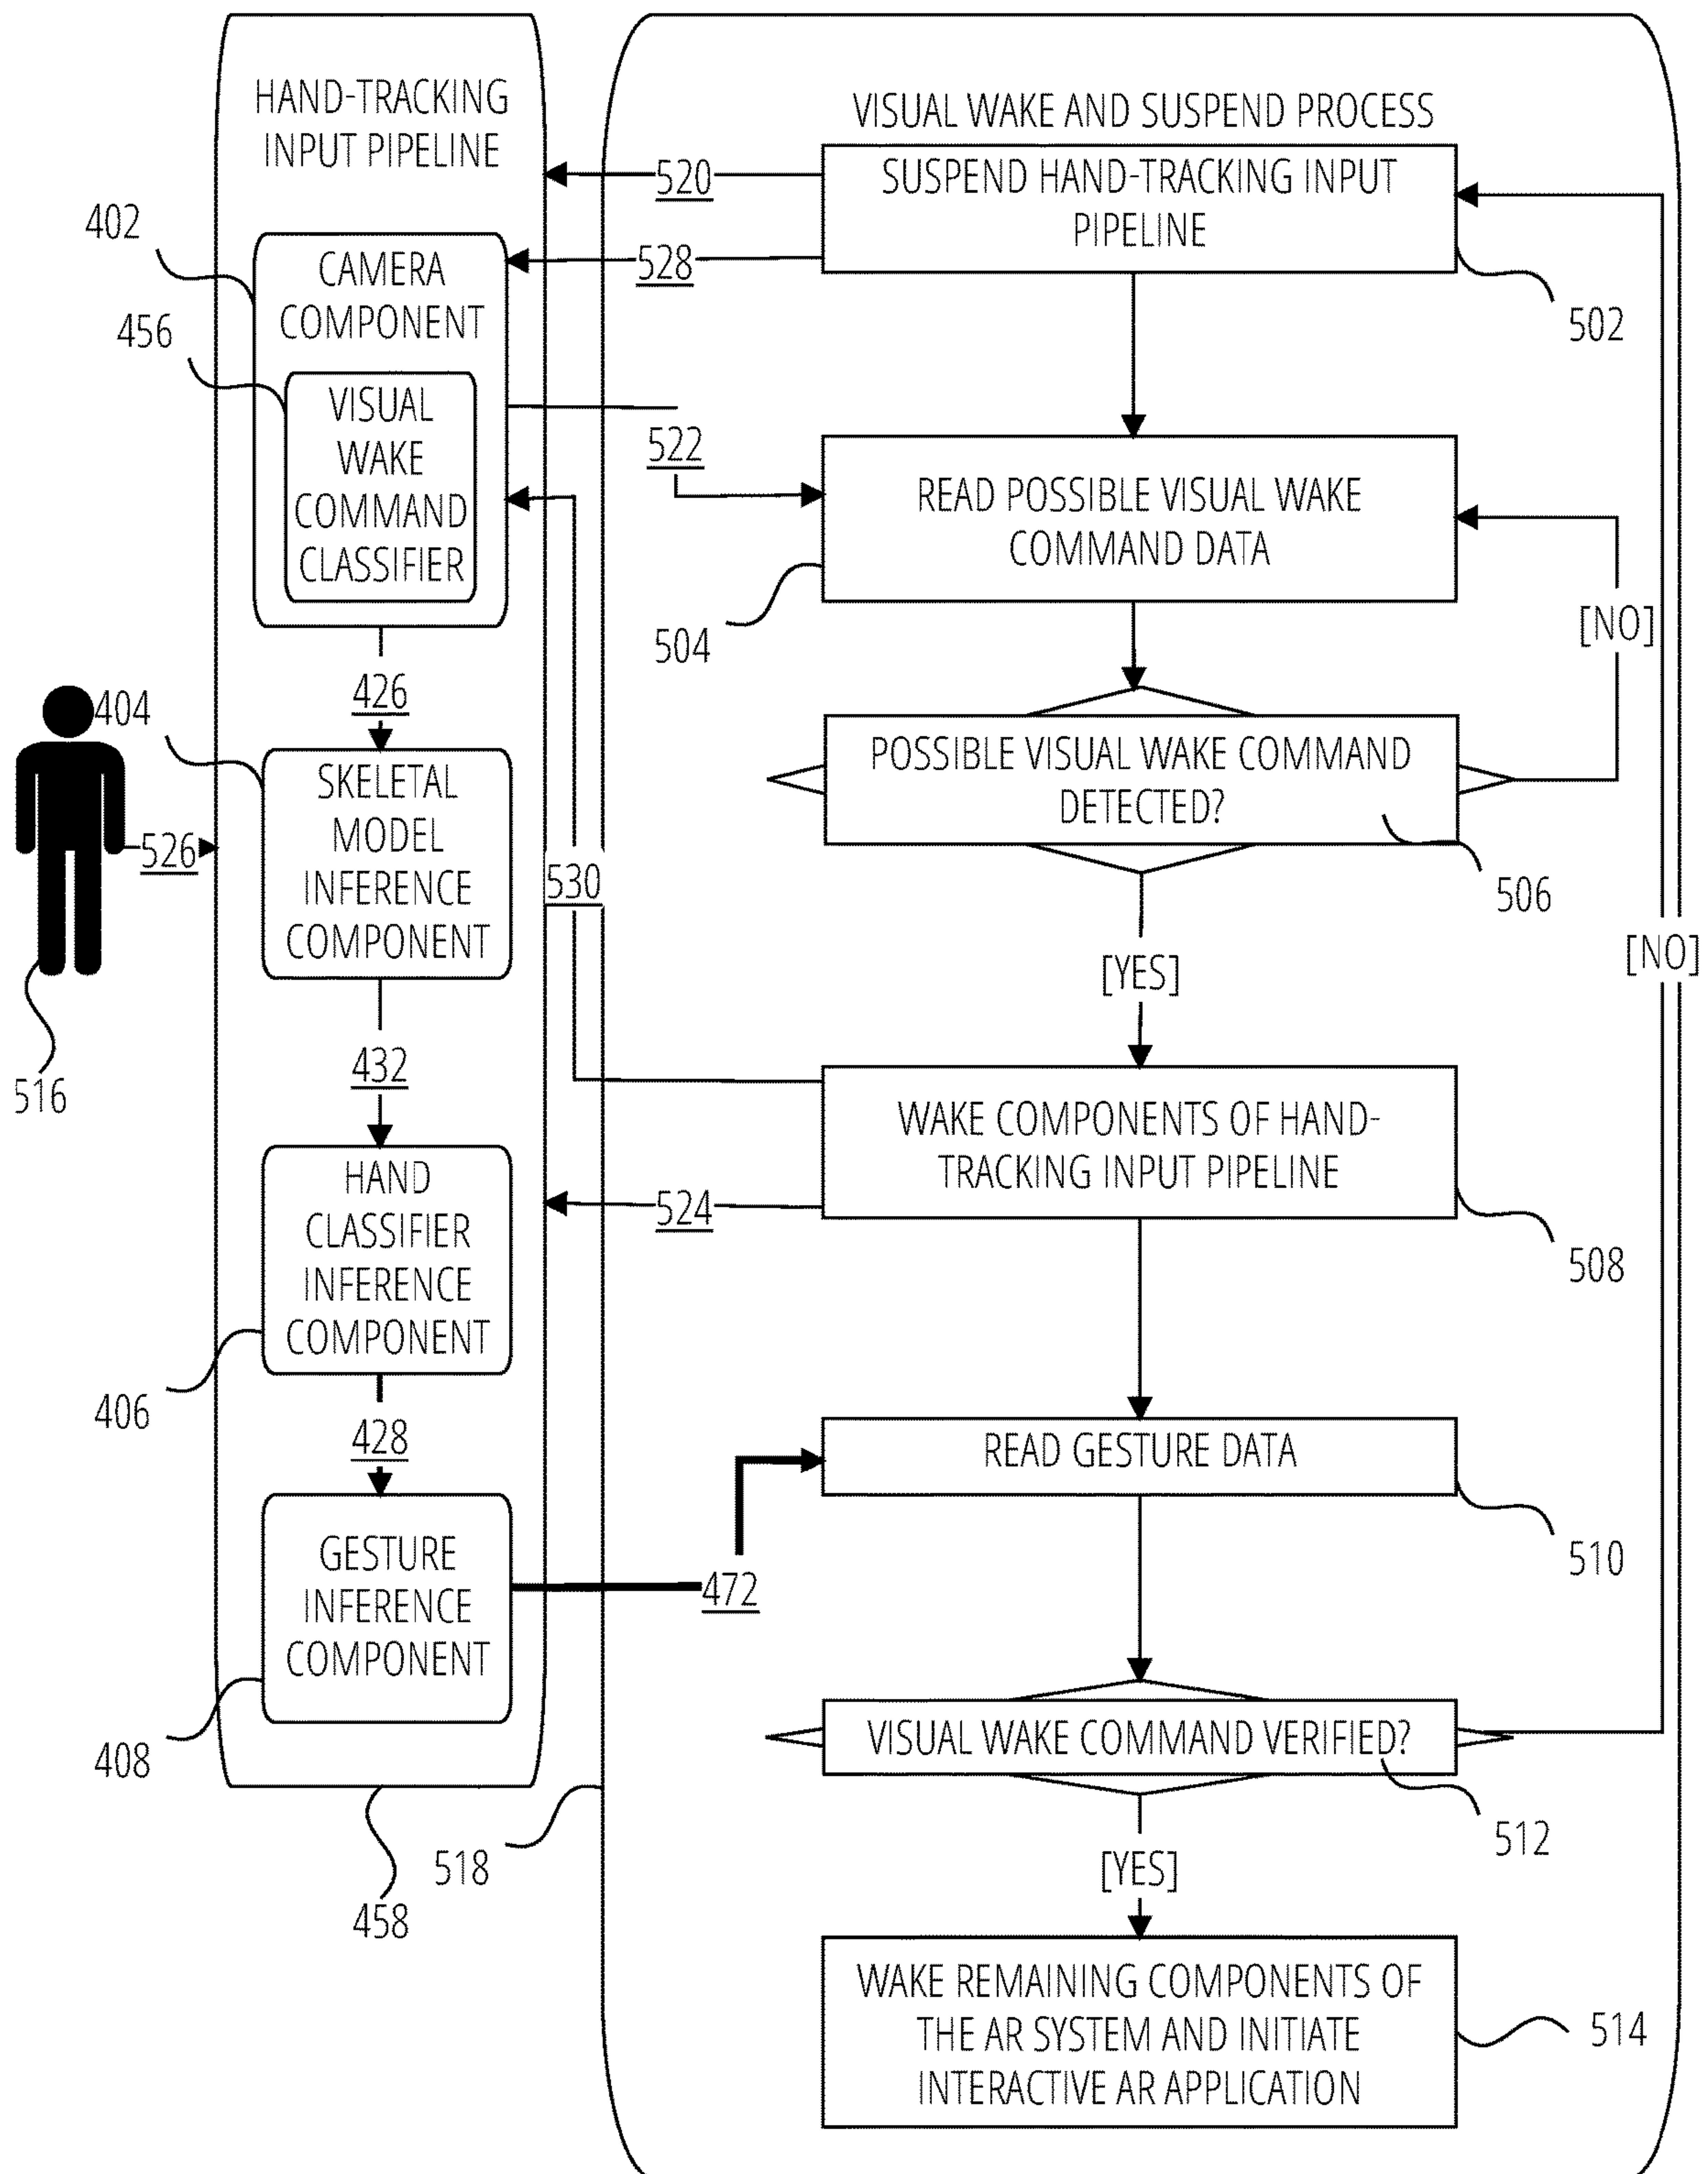 HAND-TRACKING
INPUT PIPELINE
VISUAL WAKE AND SUSPEND PROCESS
520
SUSPEND HAND-TRACKING INPUT
PIPELINE
402
528
CAMERA
COMPONENT
502
456
VISUAL
WAKE
COMMAND
CLASSIFIER
522
READ POSSIBLE VISUAL WAKE
COMMAND DATA
504
[NO]
426
404
POSSIBLE VISUAL WAKE COMMAND
DETECTED?
SKELETAL
MODEL
INFERENCE
COMPONENT
526
530
506
[NO]
[YES]
432
516
WAKE COMPONENTS OF HAND-
TRACKING INPUT PIPELINE
HAND
CLASSIFIER
INFERENCE
COMPONENT
524
508
406
428
READ GESTURE DATA
510
GESTURE
INFERENCE
COMPONENT
472
408
VISUAL WAKE COMMAND VERIFIED?
512
518
458
[YES]
WAKE REMAINING COMPONENTS OF
THE AR SYSTEM AND INITIATE
INTERACTIVE AR APPLICATION
514